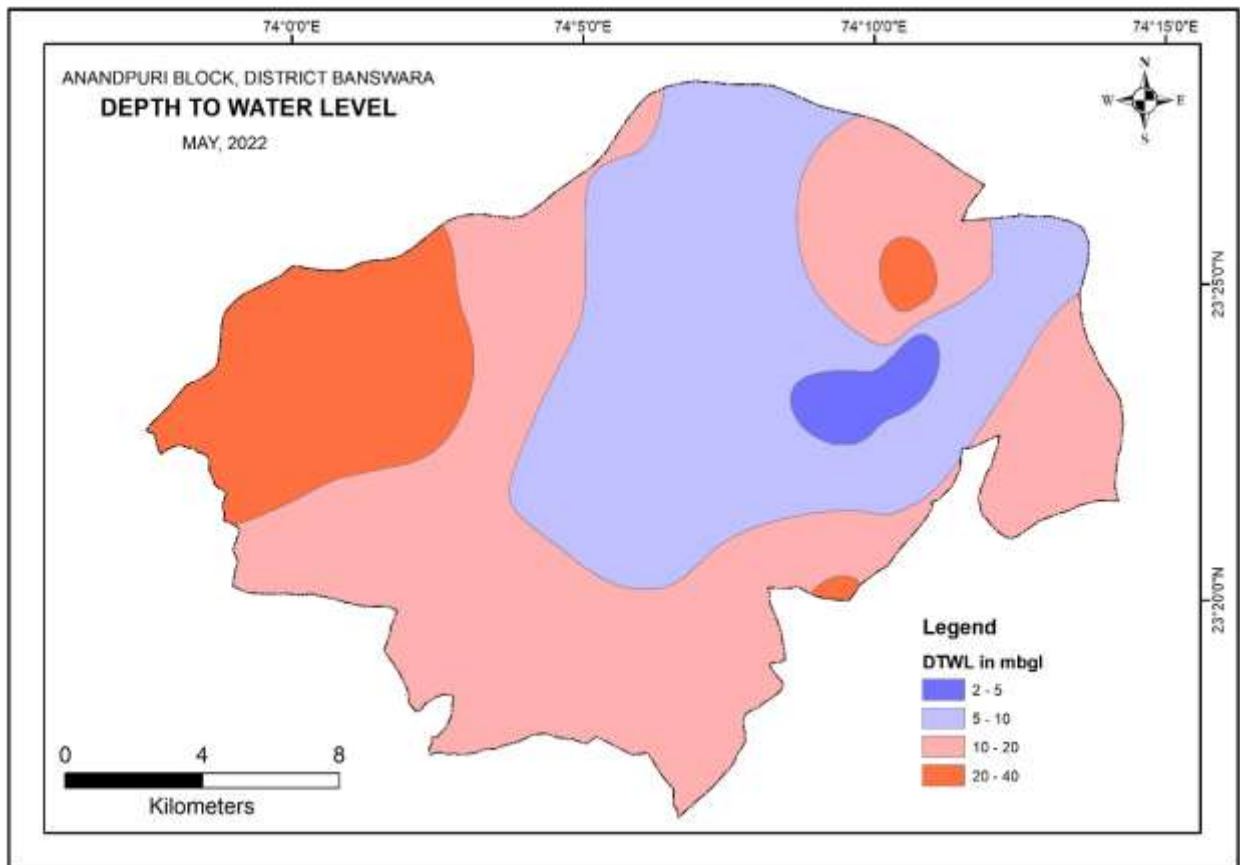 74°0'0"E
74°5'0"E
74°10'0"E
74°15'0"E
ANANDPURI BLOCK, DISTRICT BANSWARA
DEPTH TO WATER LEVEL
MAY, 2022
N
W
E
S
23°25'0"N
23°20'0"N
Legend
DTWL in mbgl
2 - 5
5 - 10
10 - 20
20 - 40
0 4 8
Kilometers